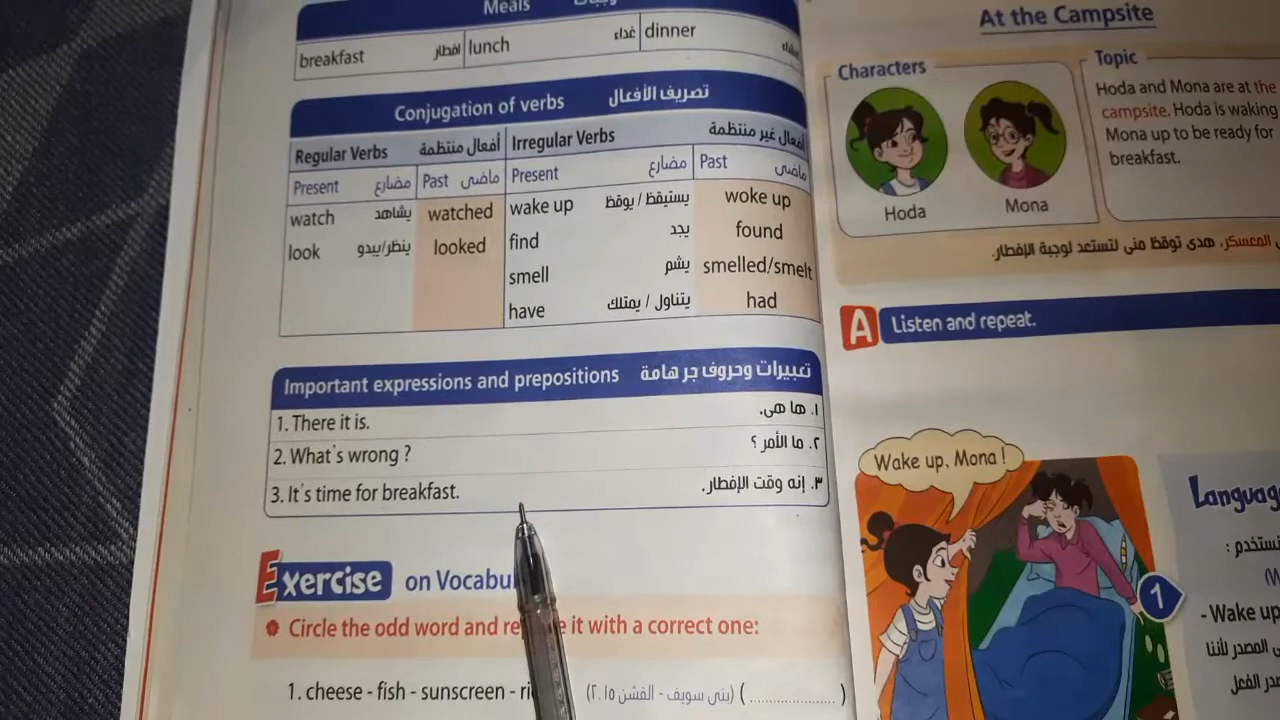 Meals
breakfast إفطار lunch غداء dinner عشاء
Conjugation of verbs تصريف الأفعال
Regular Verbs أفعال منتظمة Irregular Verbs أفعال غير منتظمة
Present مضارع Past ماضى Present مضارع Past ماضى
watch يشاهد watched wake up يستيقظ / يوقظ woke up
look ينظر/يبدو looked find يجد found
smell يشم smelled/smelt
have يتناول / يمتلك had
Important expressions and prepositions تعبيرات وحروف جر هامة
1. There it is. ١. ها هى.
2. What's wrong ? ٢. ما الأمر ؟
3. It's time for breakfast. ٣. إنه وقت الإفطار.
Exercise on
Circle the odd word and it with a correct one:
1. cheese - fish - sunscreen - (بنى سويف - الفشن ٢٠١٥) (.....................)
At the Campsite
Characters
Hoda
Mona
Topic
Hoda and Mona are at the
campsite. Hoda is waking
Mona up to be ready for
breakfast.
المعسكر، هدى توقظ منى لتستعد لوجبة الإفطار.
A Listen and repeat.
Wake up, Mona !
1
نستخدم :
- Wake up
المصدر لأننا
الفعل